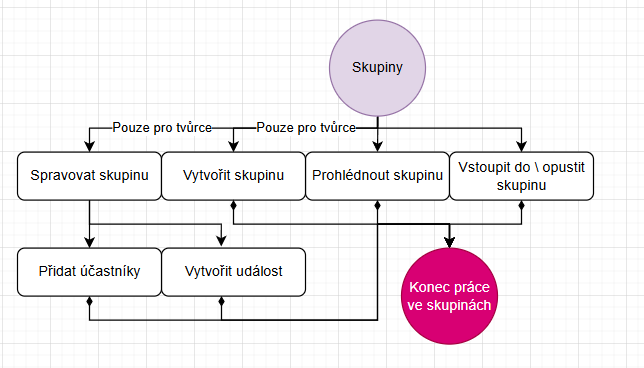 Skupiny
Pouze pro tvůrce
Pouze pro tvůrce
Spravovat skupinu
Vytvořit skupinu
Prohlédnout skupinu
Vstoupit do \ opustit
skupinu
Přidat účastníky
Vytvořit událost
Konec práce
ve skupinách